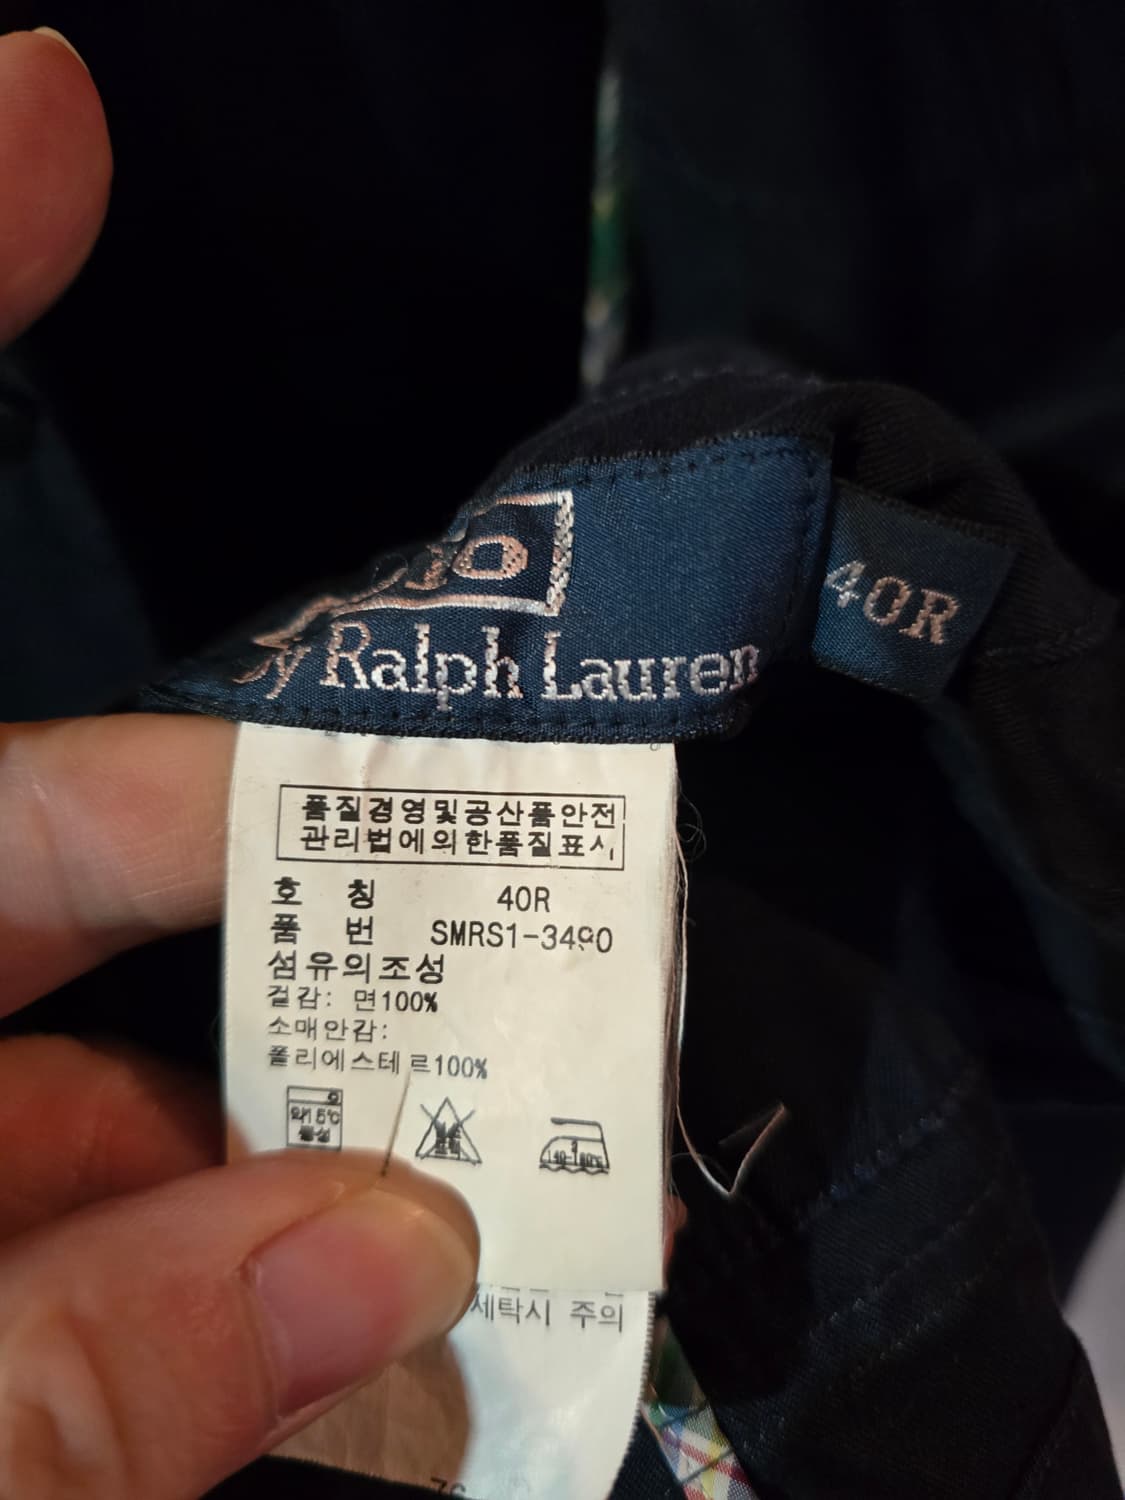 by Ralph Lauren
40R
품질경영및공산품안전
관리법에의한품질표시
호 칭 40R
품 번 SMRS1-3490
섬유의조성
겉감: 면100%
소매안감:
폴리에스테르100%
140-160℃
세탁시 주의